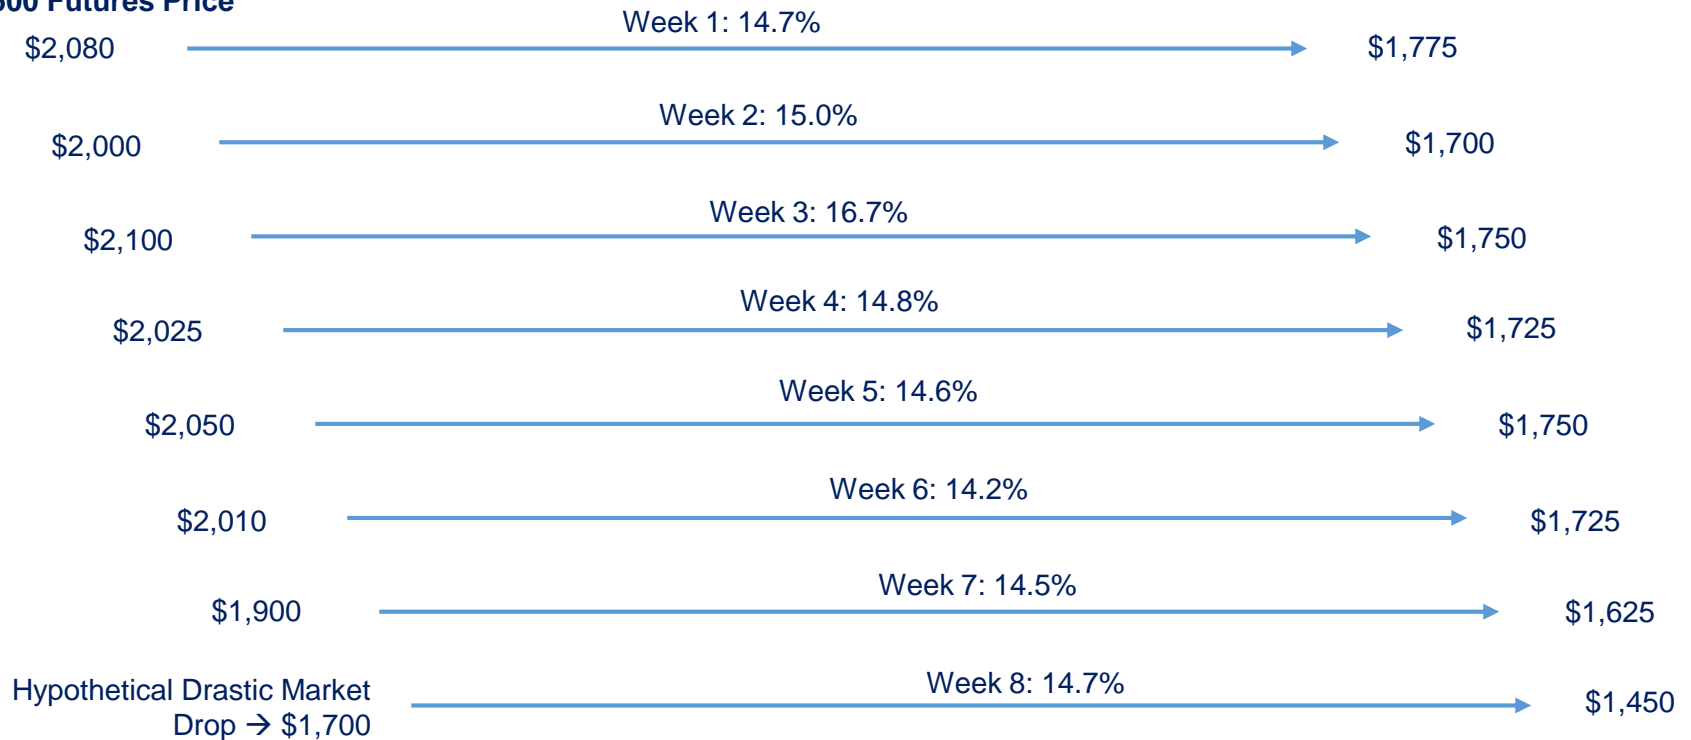 500 Futures Price
Week 1: 14.7%
$2,080
$1,775
Week 2: 15.0%
$2,000
$1,700
Week 3: 16.7%
$2,100
$1,750
Week 4: 14.8%
$2,025
$1,725
Week 5: 14.6%
$2,050
$1,750
Week 6: 14.2%
$2,010
$1,725
Week 7: 14.5%
$1,900
$1,625
Week 8: 14.7%
Hypothetical Drastic Market
Drop → $1,700
$1,450